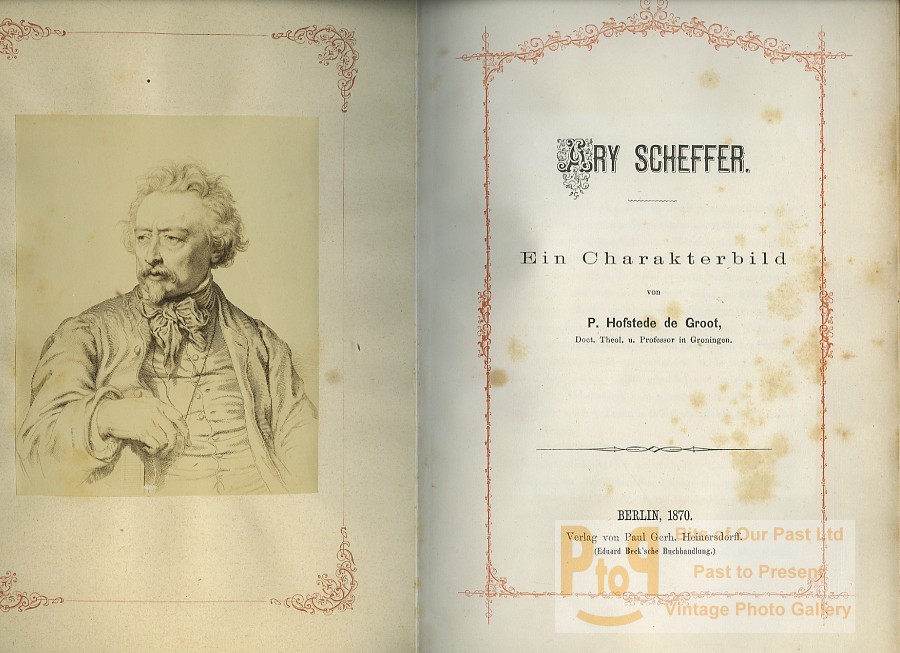 ARY SCHEFFER.
Ein Charakterbild
von
P. Hofstede de Groot,
Doct. Theol. u. Professor in Groningen.
BERLIN, 1870.
Verlag von Paul Gerh. Heinersdorff.
(Eduard Beck'sche Buchhandlung.)
PtoP
Bits of Our Past Ltd
Past to Present
Vintage Photo Gallery